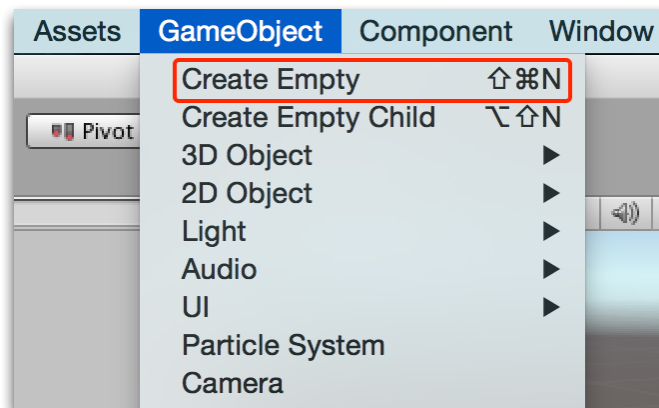 Assets GameObject Component Window
Create Empty ⇧⌘N
Pivot
Create Empty Child ⌥⇧N
3D Object ▶
2D Object ▶
Light ▶
Audio ▶
UI ▶
Particle System
Camera